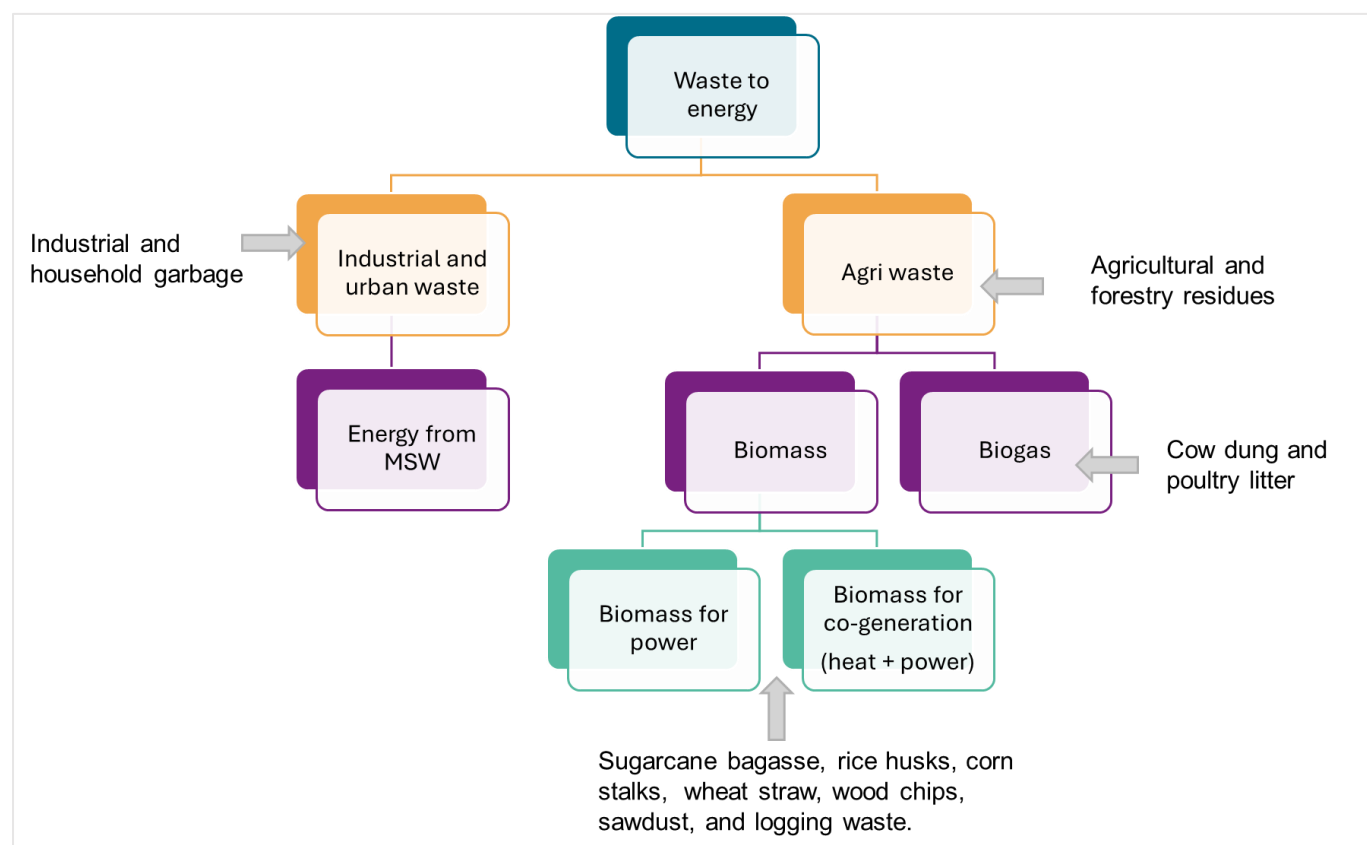 Waste to
energy
Industrial and
household garbage
Industrial and
urban waste
Agri waste
Agricultural and
forestry residues
Energy from
MSW
Biomass
Biogas
Cow dung and
poultry litter
Biomass for
power
Biomass for
co-generation
(heat + power)
Sugarcane bagasse, rice husks, corn
stalks, wheat straw, wood chips,
sawdust, and logging waste.